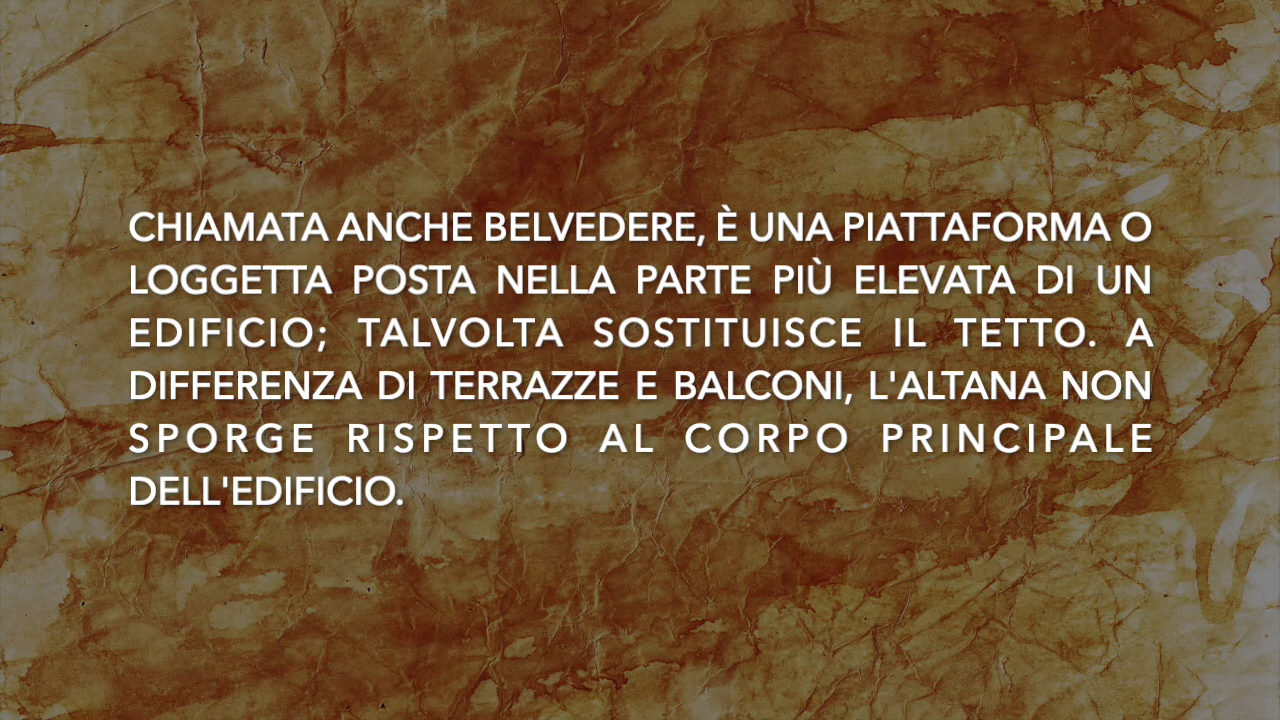 CHIAMATA ANCHE BELVEDERE, È UNA PIATTAFORMA O
LOGGETTA POSTA NELLA PARTE PIÙ ELEVATA DI UN
EDIFICIO; TALVOLTA SOSTITUISCE IL TETTO. A
DIFFERENZA DI TERRAZZE E BALCONI, L'ALTANA NON
SPORGE RISPETTO AL CORPO PRINCIPALE
DELL'EDIFICIO.